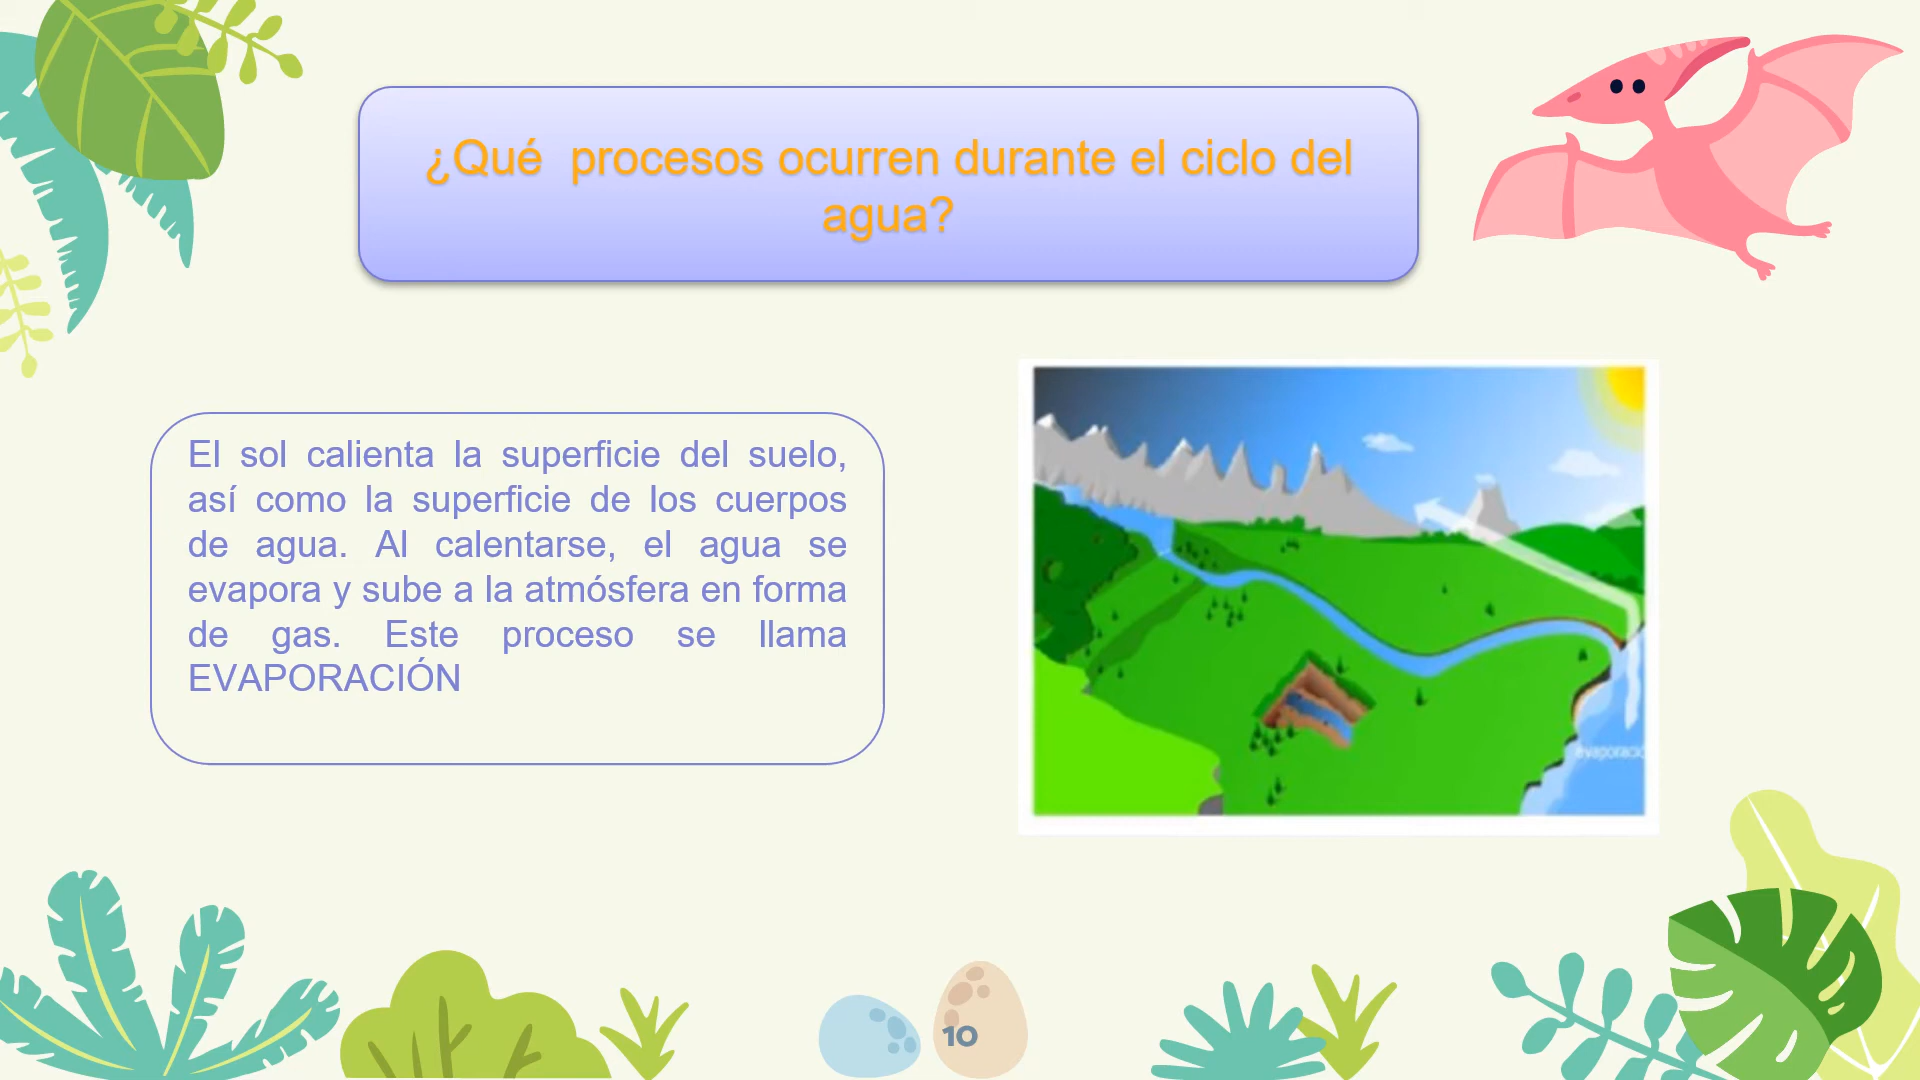 ¿Qué  procesos ocurren durante el ciclo del
agua?
El sol calienta la superficie del suelo,
así como la superficie de los cuerpos
de agua. Al calentarse, el agua se
evapora y sube a la atmósfera en forma
de gas. Este proceso se llama
EVAPORACIÓN
evaporació
10